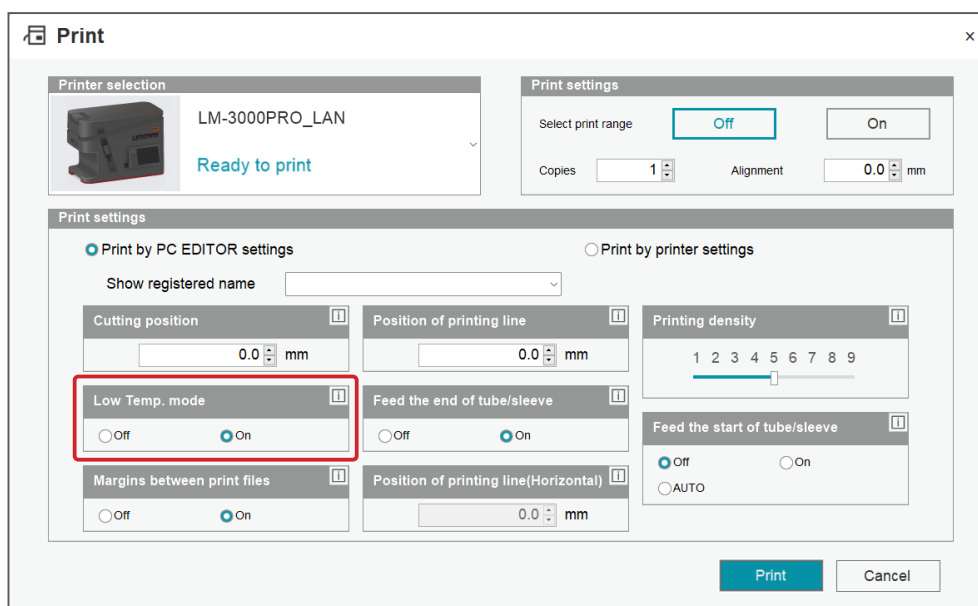 Print
×
Printer selection
LM-3000PRO_LAN
Ready to print
Print settings
Select print range Off On
Copies 1 Alignment 0.0 mm
Print settings
Print by PC EDITOR settings Print by printer settings
Show registered name
Cutting position i
0.0 mm
Position of printing line i
0.0 mm
Printing density i
1 2 3 4 5 6 7 8 9
Low Temp. mode i
Off On
Feed the end of tube/sleeve i
Off On
Feed the start of tube/sleeve i
Off On
AUTO
Margins between print files i
Off On
Position of printing line(Horizontal) i
0.0 mm
Print Cancel